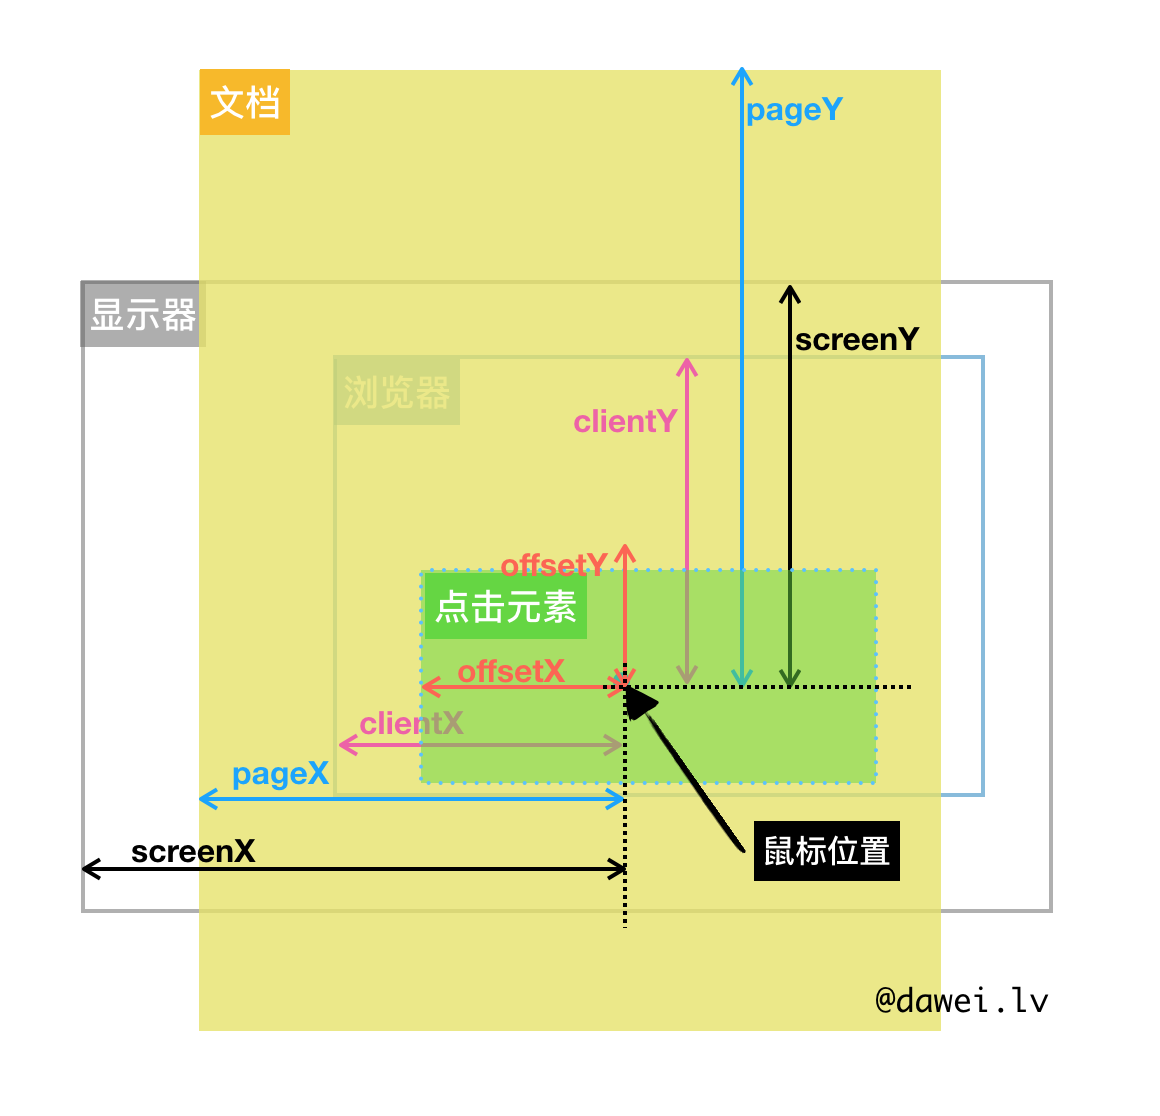 文档
pageY
显示器
screenY
浏览器
clientY
offsetY
点击元素
offsetX
clientX
pageX
screenX
鼠标位置
@dawei.lv